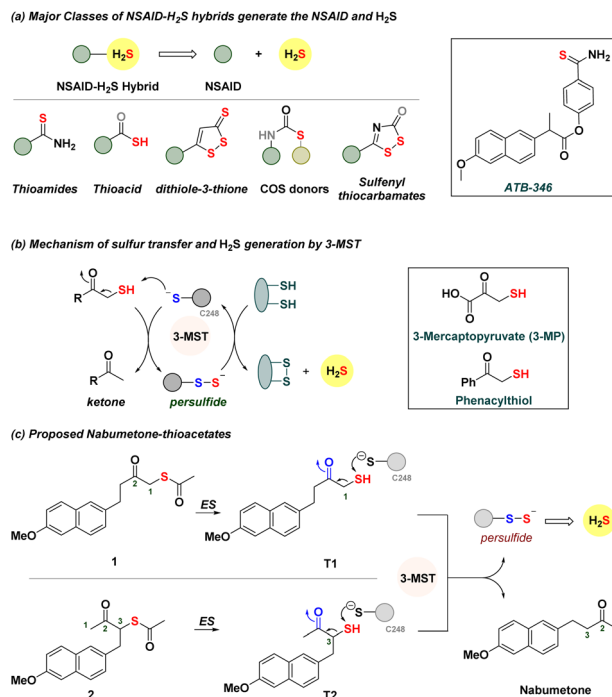 (a) Major Classes of NSAID-H₂S hybrids generate the NSAID and H₂S
H₂S
+
H₂S
NSAID-H₂S Hybrid
NSAID
S
NH₂
O
SH
S
S
S
O
HN
S
O
N
S
S
Thioamides
Thioacid
dithiole-3-thione
COS donors
Sulfenyl
thiocarbamates
S
NH₂
O
O
O
ATB-346
(b) Mechanism of sulfur transfer and H₂S generation by 3-MST
O
R
SH
−
S
C248
SH
SH
3-MST
O
R
ketone
S
S
−
persulfide
S
S
+
H₂S
O
HO
SH
O
3-Mercaptopyruvate (3-MP)
O
Ph
SH
Phenacylthiol
(c) Proposed Nabumetone-thioacetates
O
2
1
S
O
MeO
1
ES
O
SH
1
⊖
S
C248
MeO
T1
O
1
2
3
S
O
MeO
2
ES
O
SH
3
⊖
S
C248
MeO
T2
3-MST
S
S
−
persulfide
H₂S
O
2
3
MeO
Nabumetone